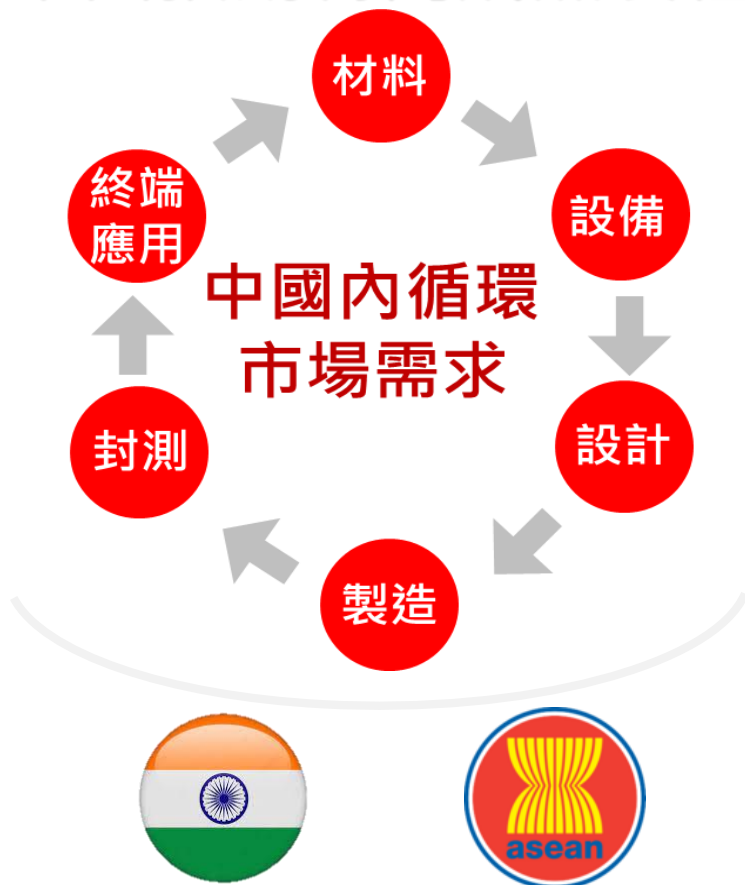 材料
終端
應用
設備
中國內循環
市場需求
封測
設計
製造
asean